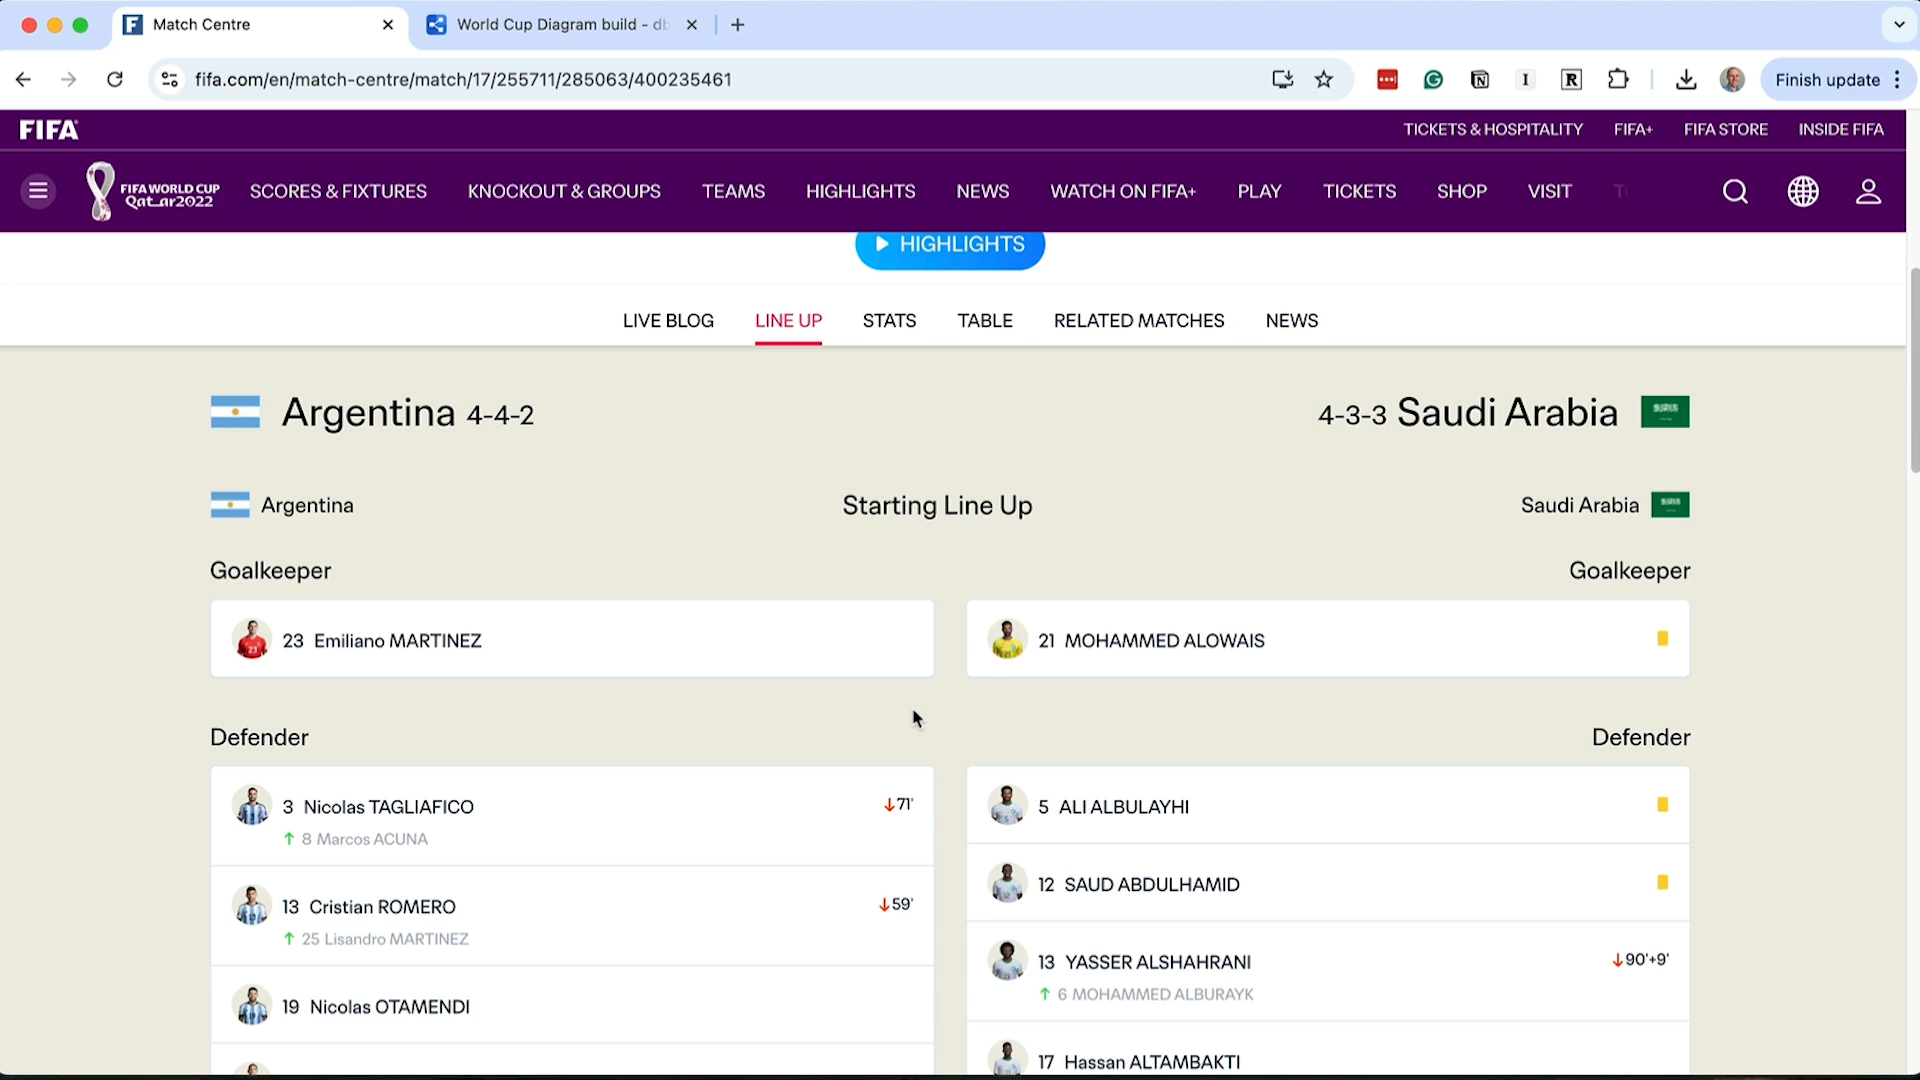 Match Centre
World Cup Diagram build - db
fifa.com/en/match-centre/match/17/255711/285063/400235461
Finish update
FIFA
TICKETS & HOSPITALITY FIFA+ FIFA STORE INSIDE FIFA
FIFA WORLD CUP
Qatar2022
SCORES & FIXTURES KNOCKOUT & GROUPS TEAMS HIGHLIGHTS NEWS WATCH ON FIFA+ PLAY TICKETS SHOP VISIT
HIGHLIGHTS
LIVE BLOG LINE UP STATS TABLE RELATED MATCHES NEWS
Argentina 4-4-2
4-3-3 Saudi Arabia
Argentina
Starting Line Up
Saudi Arabia
Goalkeeper
Goalkeeper
23 Emiliano MARTINEZ
21 MOHAMMED ALOWAIS
Defender
Defender
3 Nicolas TAGLIAFICO 71'
8 Marcos ACUNA
5 ALI ALBULAYHI
12 SAUD ABDULHAMID
13 Cristian ROMERO 59'
25 Lisandro MARTINEZ
13 YASSER ALSHAHRANI 90'+9'
6 MOHAMMED ALBURAYK
19 Nicolas OTAMENDI
17 Hassan ALTAMBAKTI